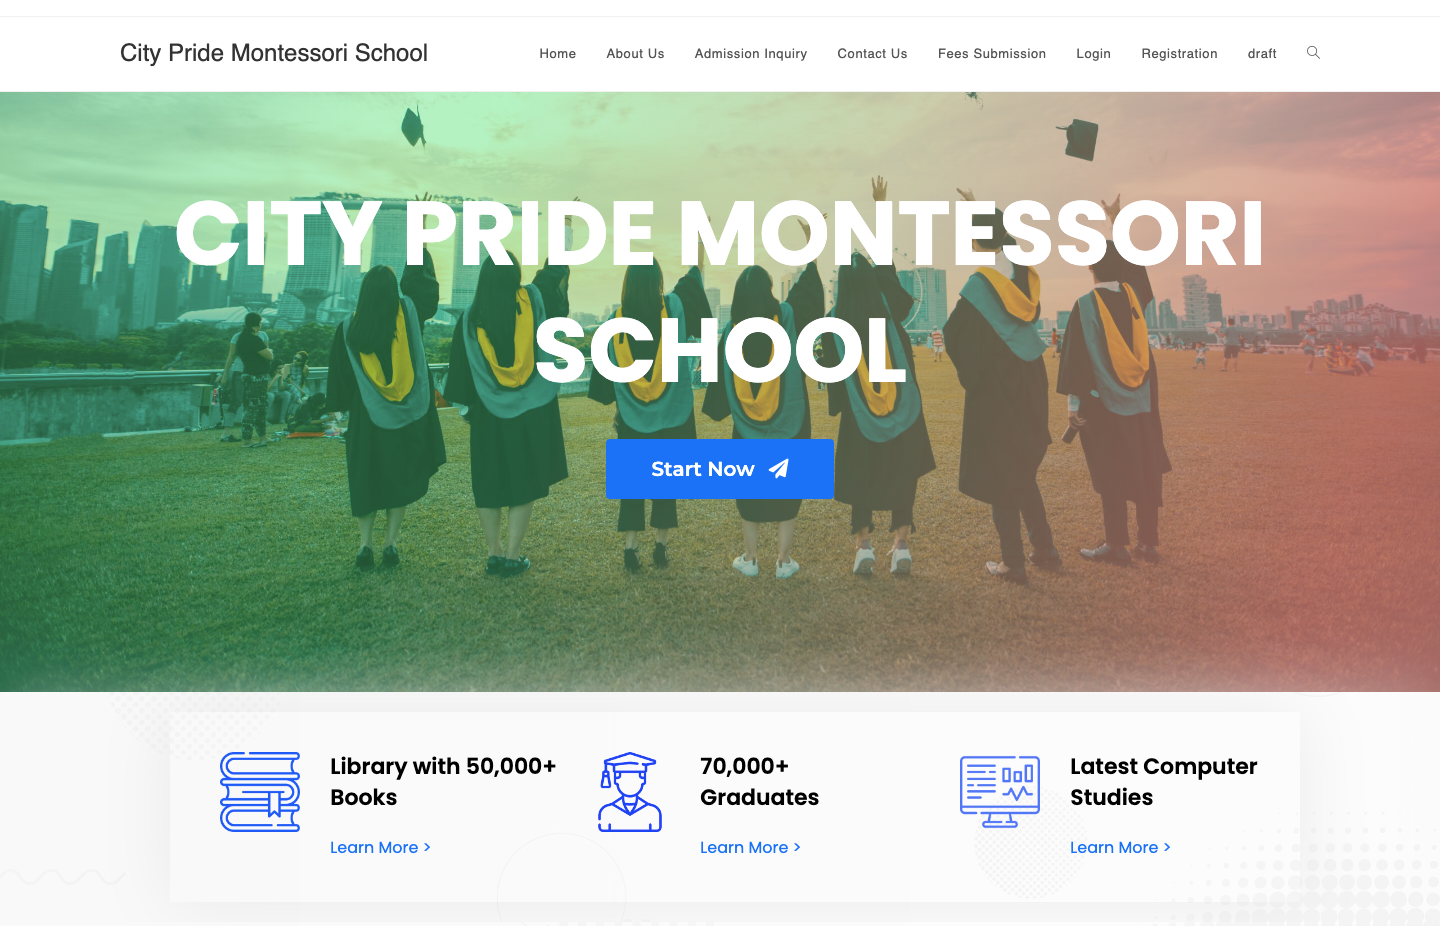 City Pride Montessori School
Home About Us Admission Inquiry Contact Us Fees Submission Login Registration draft
CITY PRIDE MONTESSORI
SCHOOL
Start Now
Library with 50,000+
Books
Learn More >
70,000+
Graduates
Learn More >
Latest Computer
Studies
Learn More >